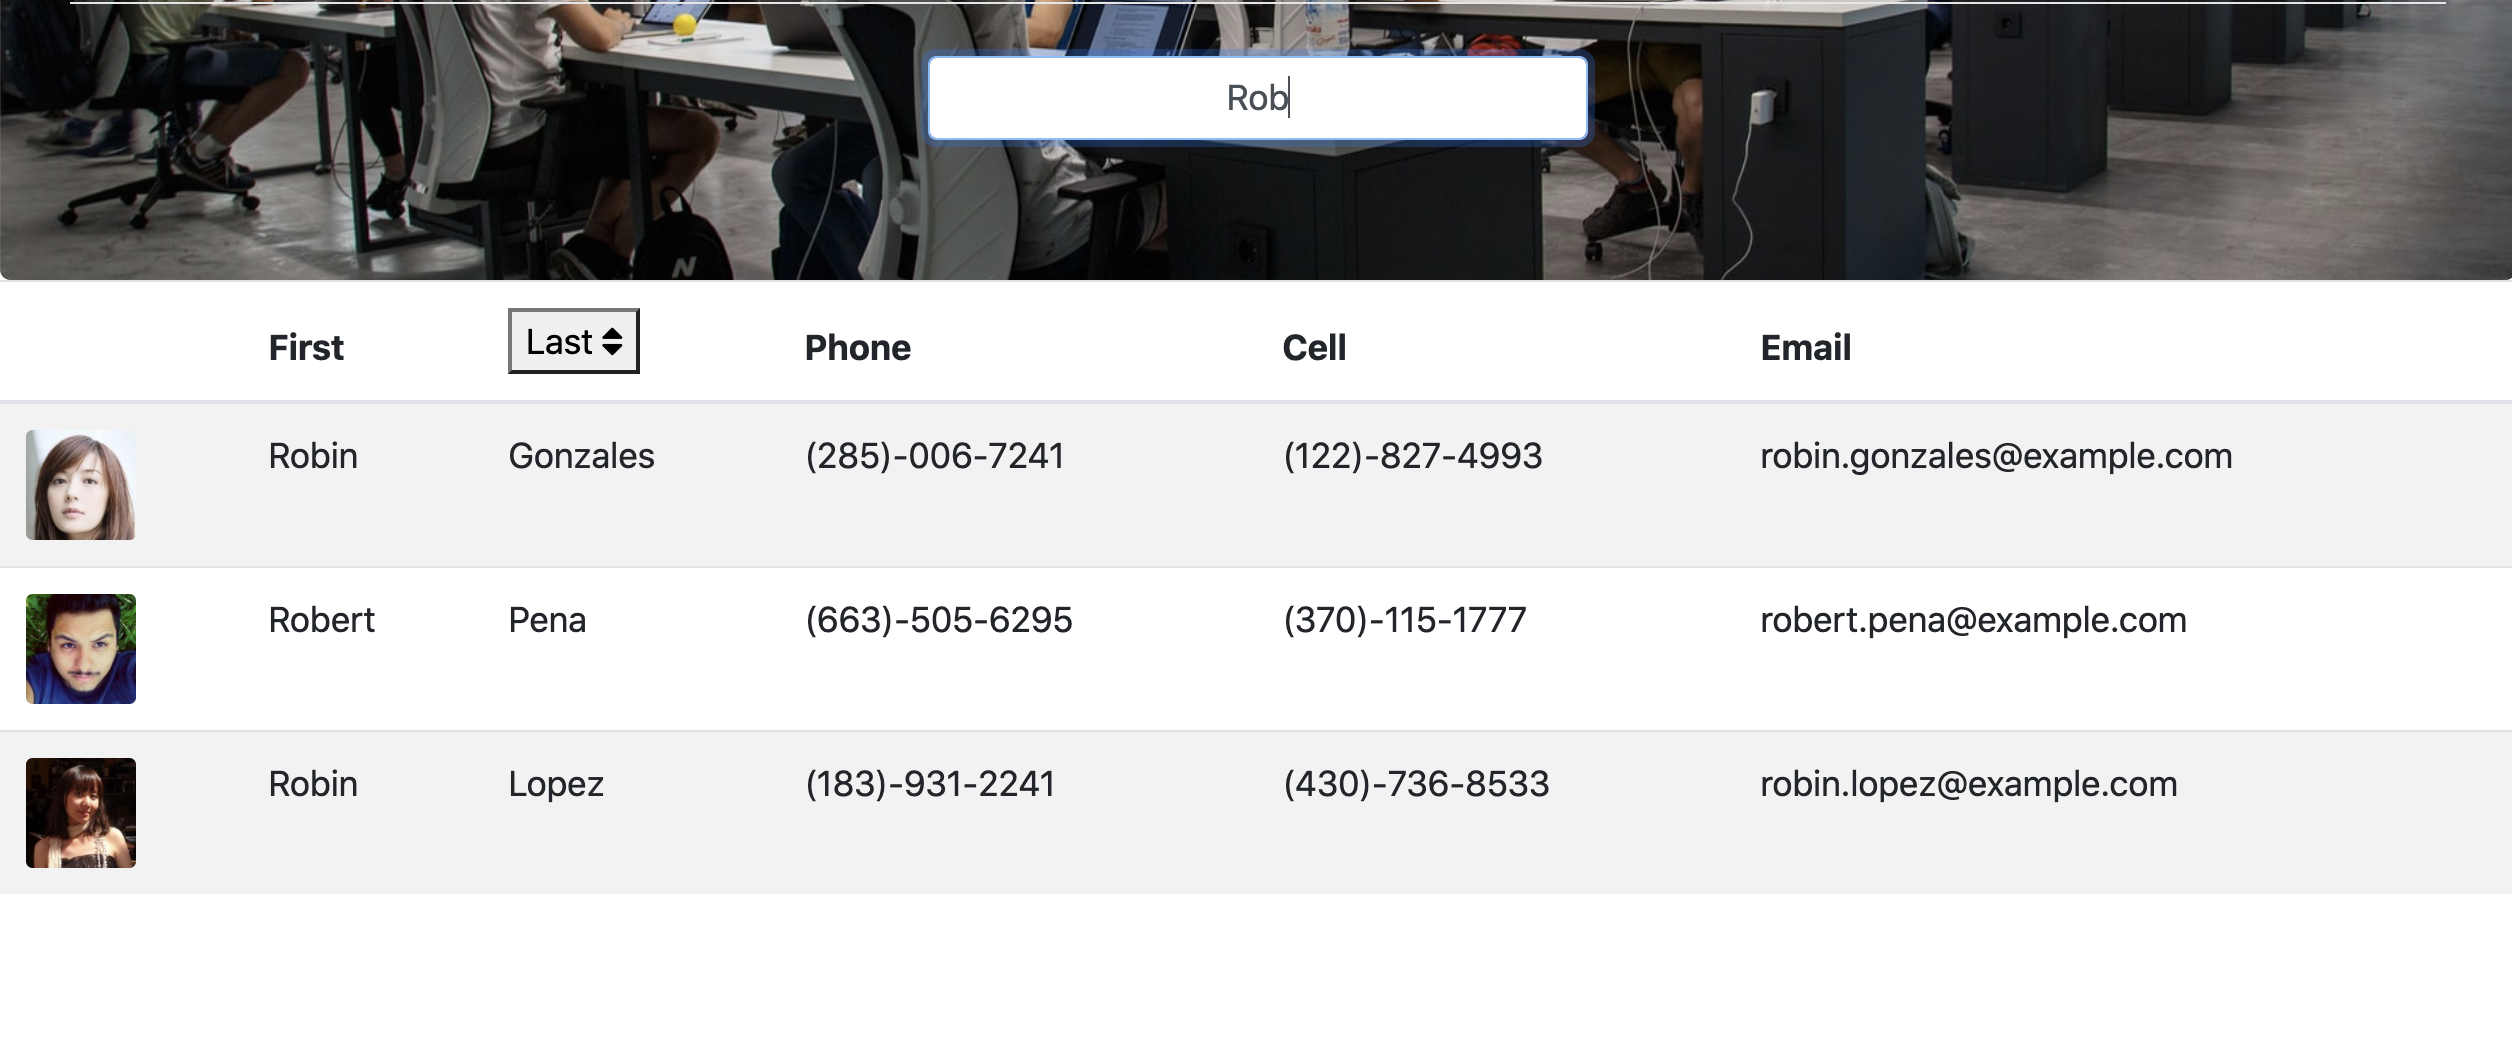 Rob
N
First Last Phone Cell Email
Robin Gonzales (285)-006-7241 (122)-827-4993 robin.gonzales@example.com
Robert Pena (663)-505-6295 (370)-115-1777 robert.pena@example.com
Robin Lopez (183)-931-2241 (430)-736-8533 robin.lopez@example.com